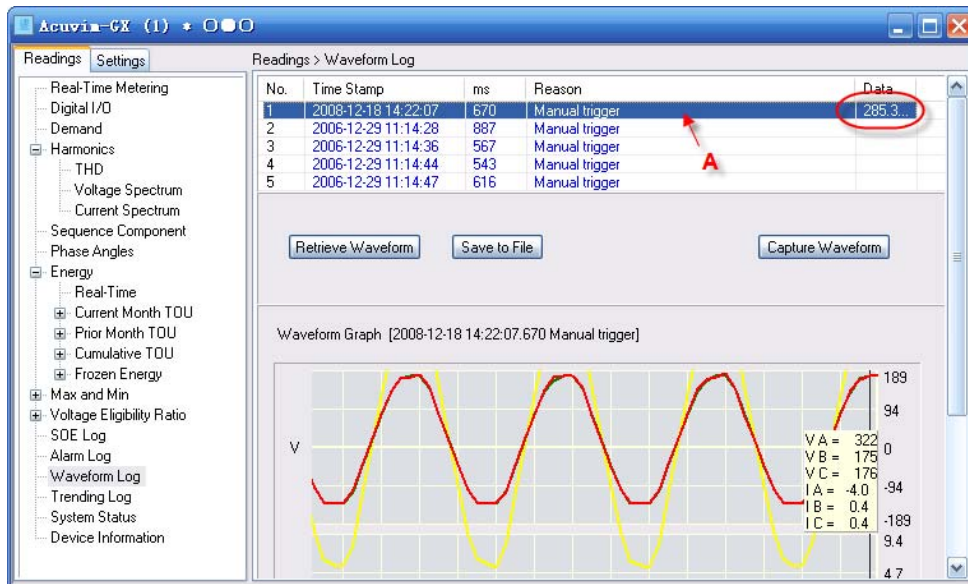 Acuvim-GX (1) *
Readings Settings
Real-Time Metering
Digital I/O
Demand
Harmonics
THD
Voltage Spectrum
Current Spectrum
Sequence Component
Phase Angles
Energy
Real-Time
Current Month TOU
Prior Month TOU
Cumulative TOU
Frozen Energy
Max and Min
Voltage Eligibility Ratio
SOE Log
Alarm Log
Waveform Log
Trending Log
System Status
Device Information
Readings > Waveform Log
No. Time Stamp ms Reason Data
1 2008-12-18 14:22:07 670 Manual trigger 285.3...
2 2006-12-29 11:14:28 887 Manual trigger
3 2006-12-29 11:14:36 567 Manual trigger
4 2006-12-29 11:14:44 543 Manual trigger
5 2006-12-29 11:14:47 616 Manual trigger
A
Retrieve Waveform Save to File Capture Waveform
Waveform Graph [2008-12-18 14:22:07.670 Manual trigger]
V
189
94
0
-94
-189
9.4
4.7
V A = 322
V B = 175
V C = 176
I A = -4.0
I B = 0.4
I C = 0.4